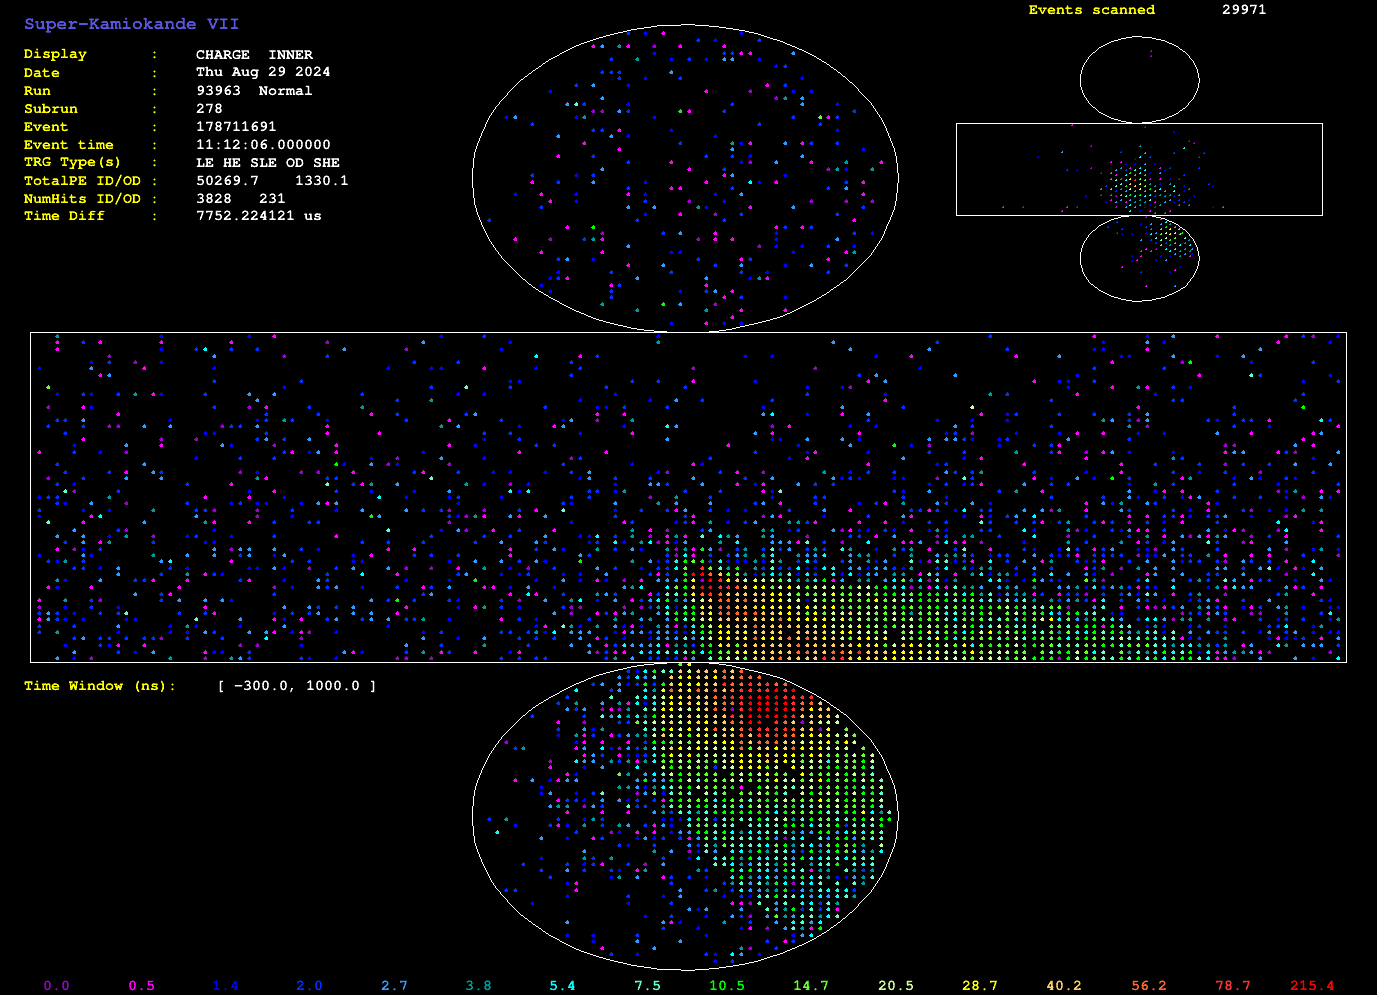 Super-Kamiokande VII
Events scanned 29971
Display : CHARGE INNER
Date : Thu Aug 29 2024
Run : 93963 Normal
Subrun : 278
Event : 178711691
Event time : 11:12:06.000000
TRG Type(s) : LE HE SLE OD SHE
TotalPE ID/OD : 50269.7 1330.1
NumHits ID/OD : 3828 231
Time Diff : 7752.224121 us
Time Window (ns): [ -300.0, 1000.0 ]
0.0 0.5 1.4 2.0 2.7 3.8 5.4 7.5 10.5 14.7 20.5 28.7 40.2 56.2 78.7 215.4